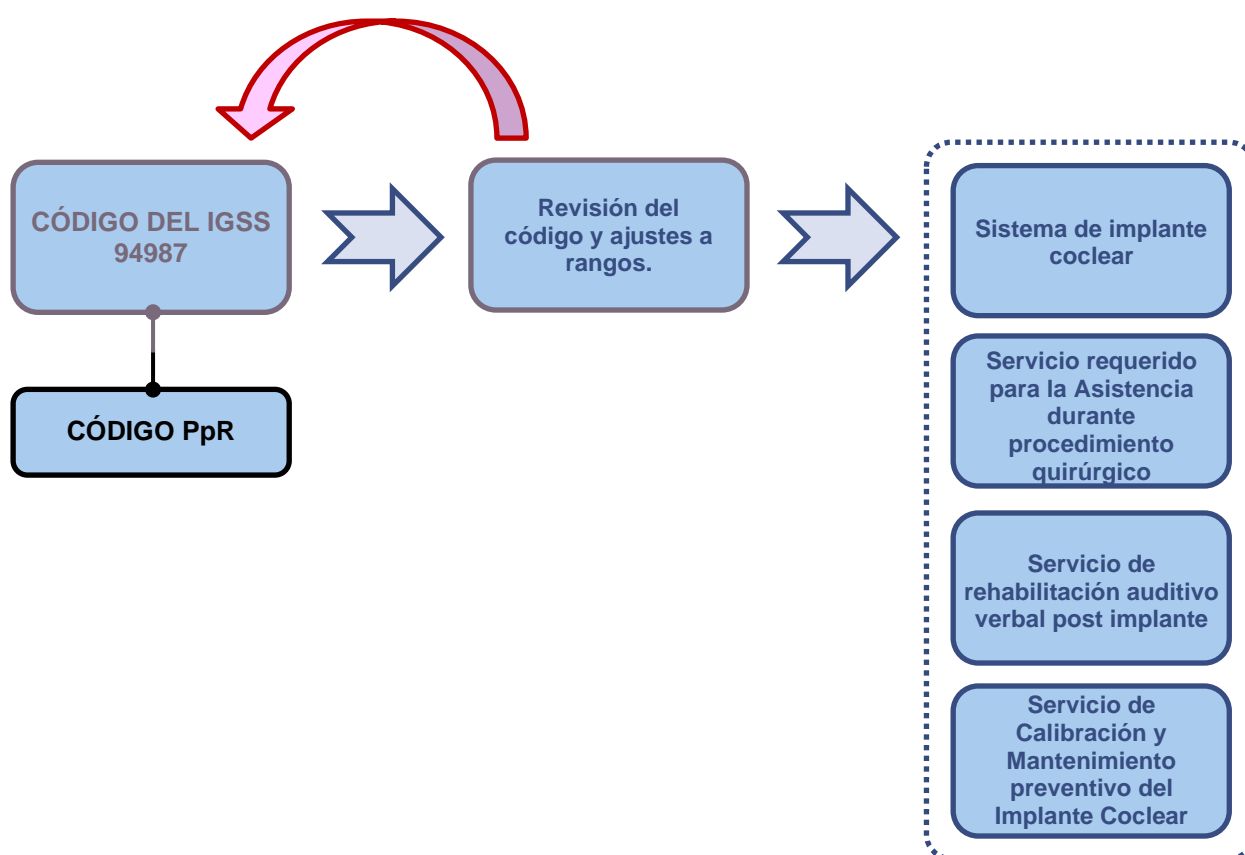 CÓDIGO DEL IGSS
94987
CÓDIGO PpR
Revisión del
código y ajustes a
rangos.
Sistema de implante
coclear
Servicio requerido
para la Asistencia
durante
procedimiento
quirúrgico
Servicio de
rehabilitación auditivo
verbal post implante
Servicio de
Calibración y
Mantenimiento
preventivo del
Implante Coclear